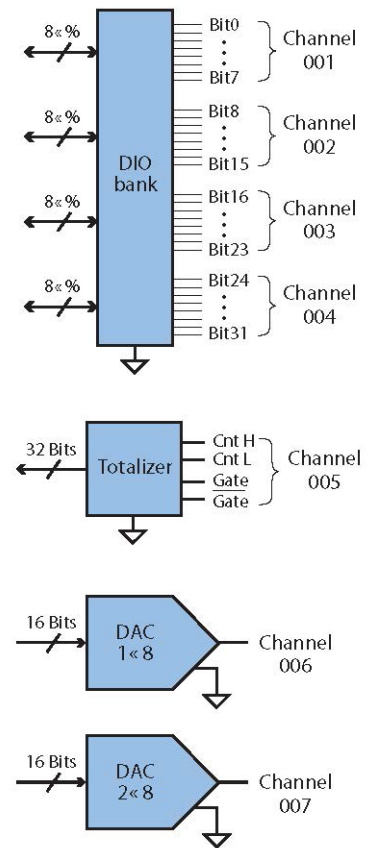 8«%
Bit0
Bit7
Channel
001
8«%
Bit8
Bit15
Channel
002
DIO
bank
8«%
Bit16
Bit23
Channel
003
8«%
Bit24
Bit31
Channel
004
32 Bits
Totalizer
Cnt H
Cnt L
Gate
Gate
Channel
005
16 Bits
DAC
1«8
Channel
006
16 Bits
DAC
2«8
Channel
007